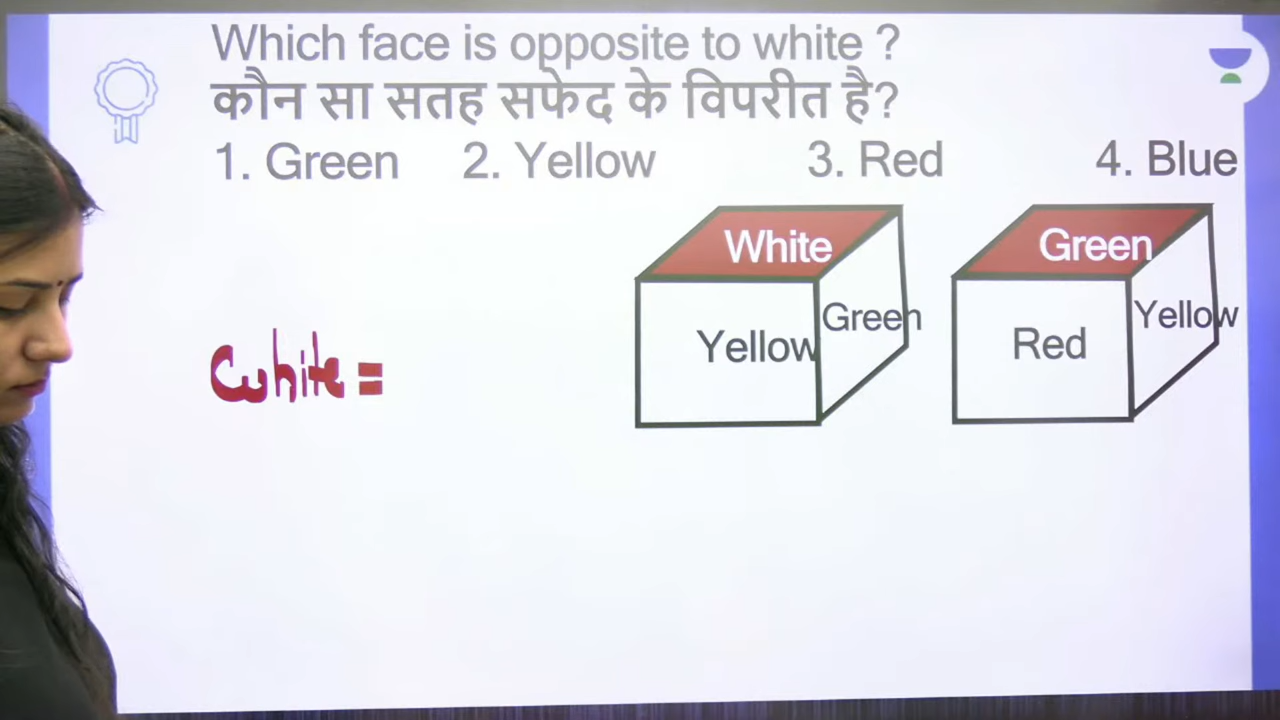 Which face is opposite to white ?
कौन सा सतह सफेद के विपरीत है?
1. Green 2. Yellow 3. Red 4. Blue
White
Yellow
Green
Green
Red
Yellow
white =